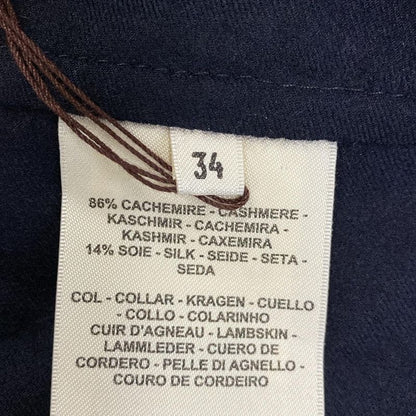 34
86% CACHEMIRE - CASHMERE -
KASCHMIR - CACHEMIRA -
KASHMIR - CAXEMIRA
14% SOIE - SILK - SEIDE - SETA -
SEDA
COL - COLLAR - KRAGEN - CUELLO
- COLLO - COLARINHO
CUIR D'AGNEAU - LAMBSKIN -
LAMMLEDER - CUERO DE
CORDERO - PELLE DI AGNELLO -
COURO DE CORDEIRO